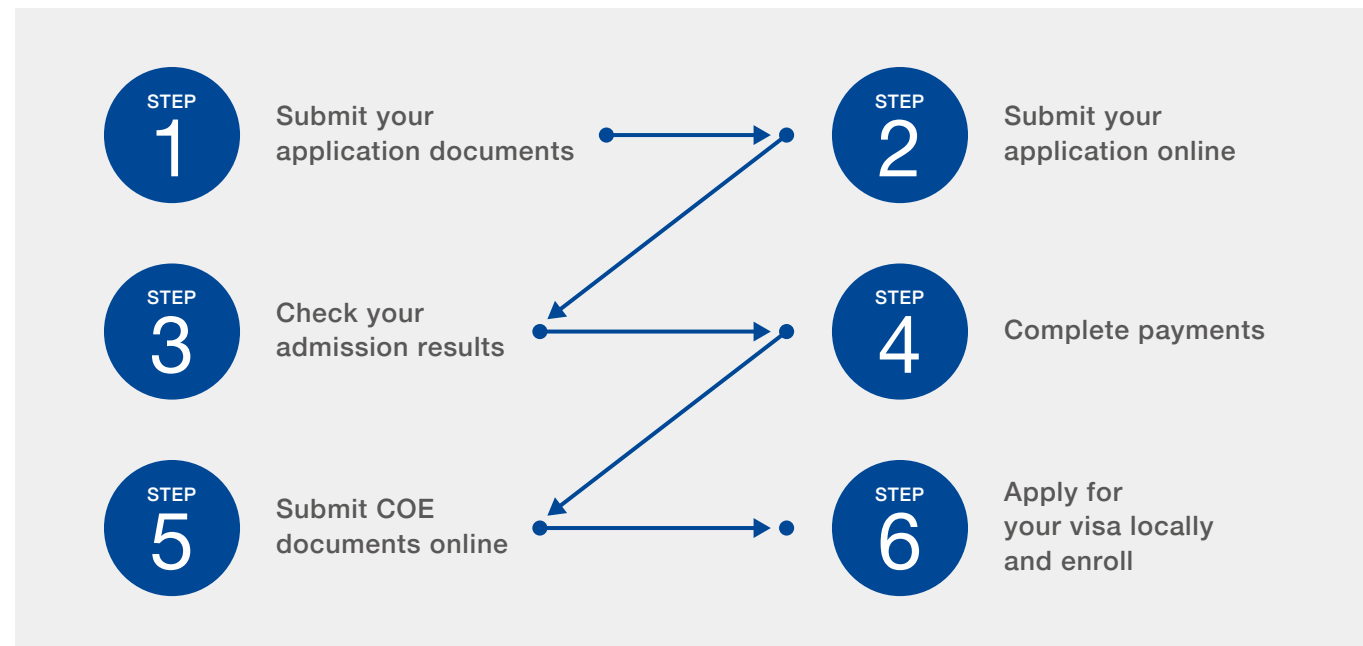 STEP
1
Submit your
application documents
STEP
2
Submit your
application online
STEP
3
Check your
admission results
STEP
4
Complete payments
STEP
5
Submit COE
documents online
STEP
6
Apply for
your visa locally
and enroll